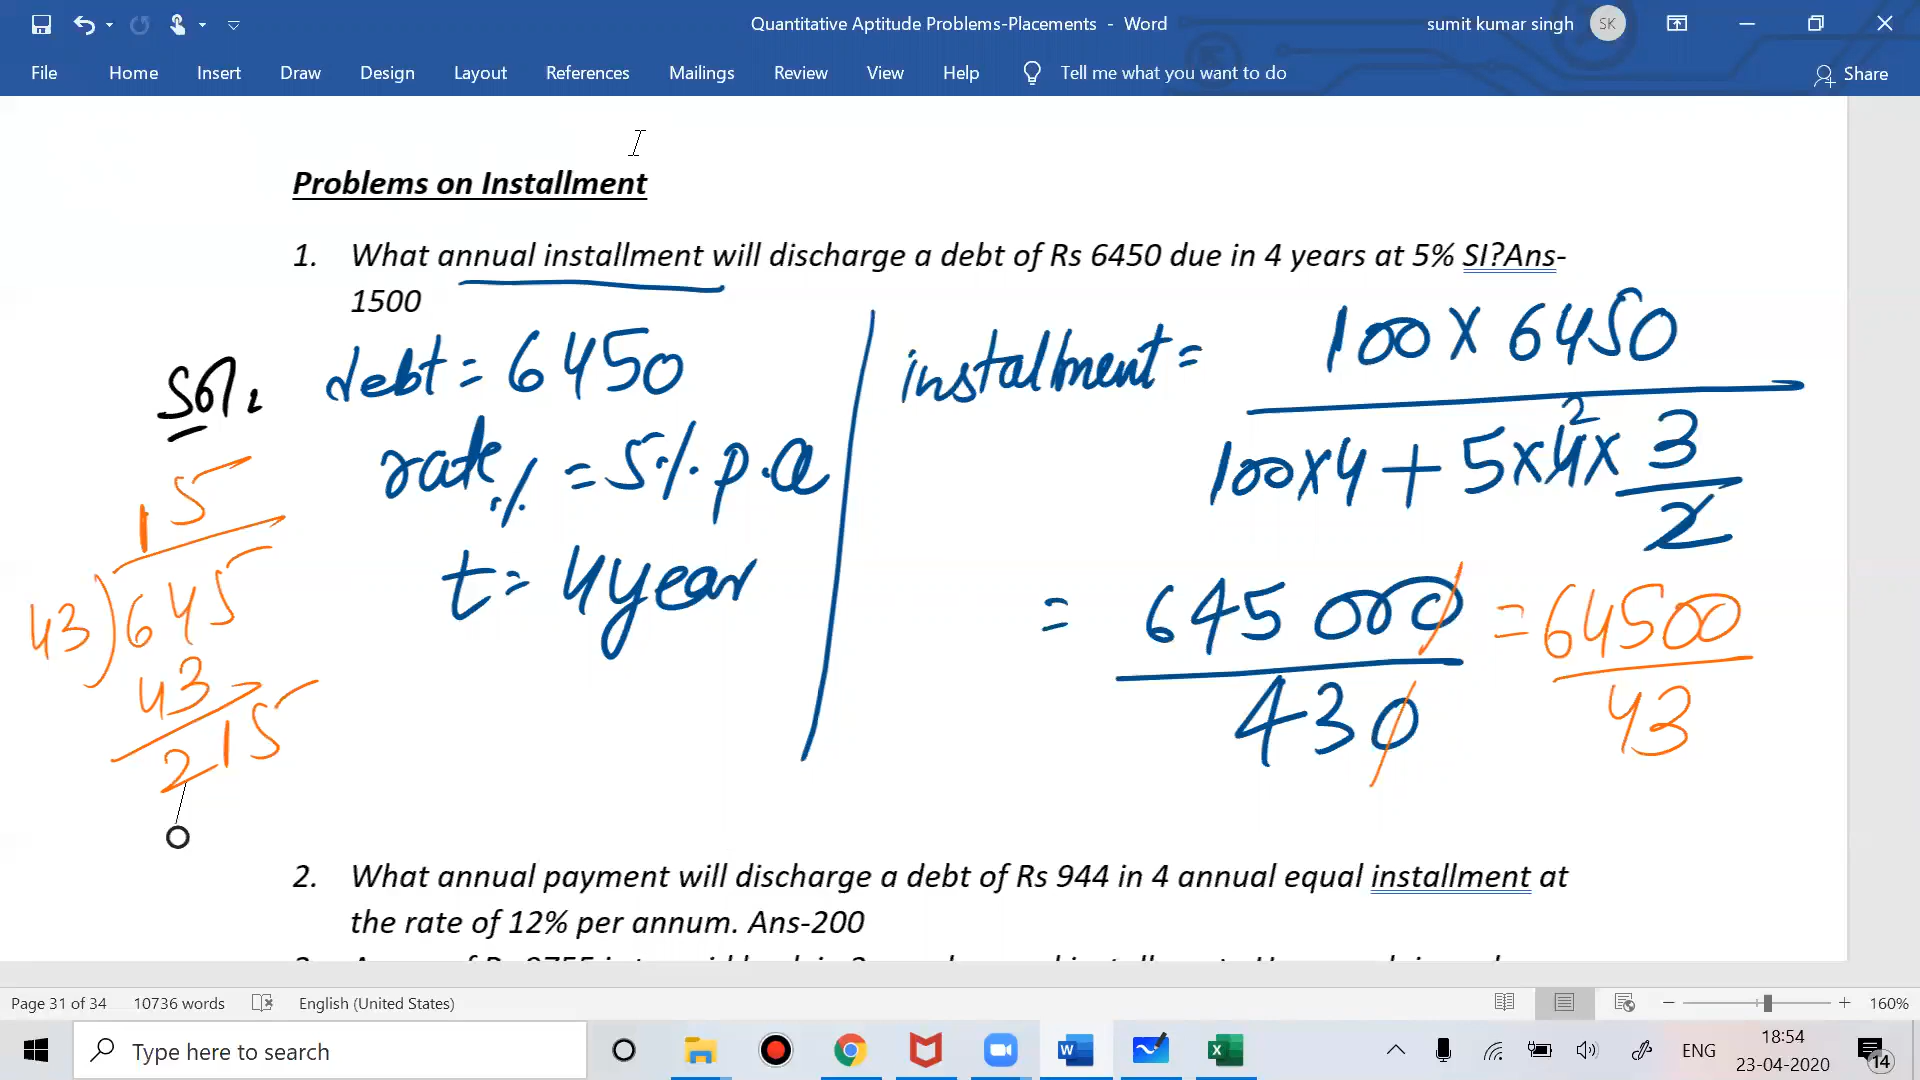 Quantitative Aptitude Problems-Placements - Word
sumit kumar singh SK
File Home Insert Draw Design Layout References Mailings Review View Help Tell me what you want to do Share
Problems on Installment
1. What annual installment will discharge a debt of Rs 6450 due in 4 years at 5% SI?Ans-
1500
Sol
debt = 6450
rate % = 5% p.a
t = 4 year
installment = 100 x 6450
100x4 + 5x4x 3
2
2
= 645000 = 64500
430 43
15
43)645
43
215
2. What annual payment will discharge a debt of Rs 944 in 4 annual equal installment at
the rate of 12% per annum. Ans-200
Page 31 of 34 10736 words English (United States) 160%
Type here to search
ENG 18:54
23-04-2020 14